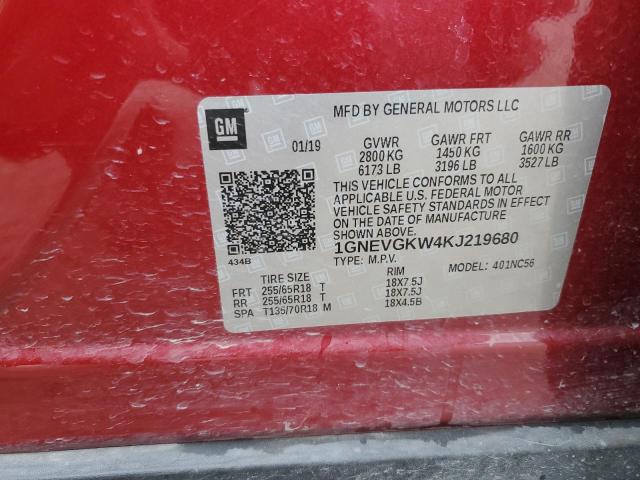 MFD BY GENERAL MOTORS LLC
GM
01/19
GVWR GAWR FRT GAWR RR
2800 KG 1450 KG 1600 KG
6173 LB 3196 LB 3527 LB
THIS VEHICLE CONFORMS TO ALL
APPLICABLE U.S. FEDERAL MOTOR
VEHICLE SAFETY STANDARDS IN EFFECT
ON THE DATE OF MANUFACTURE
SHOWN ABOVE.
434B
1GNEVGKW4KJ219680
TYPE: M.P.V. MODEL: 401NC56
TIRE SIZE RIM
FRT 255/65R18 T 18X7.5J
RR 255/65R18 T 18X7.5J
SPA T135/70R18 M 18X4.5B